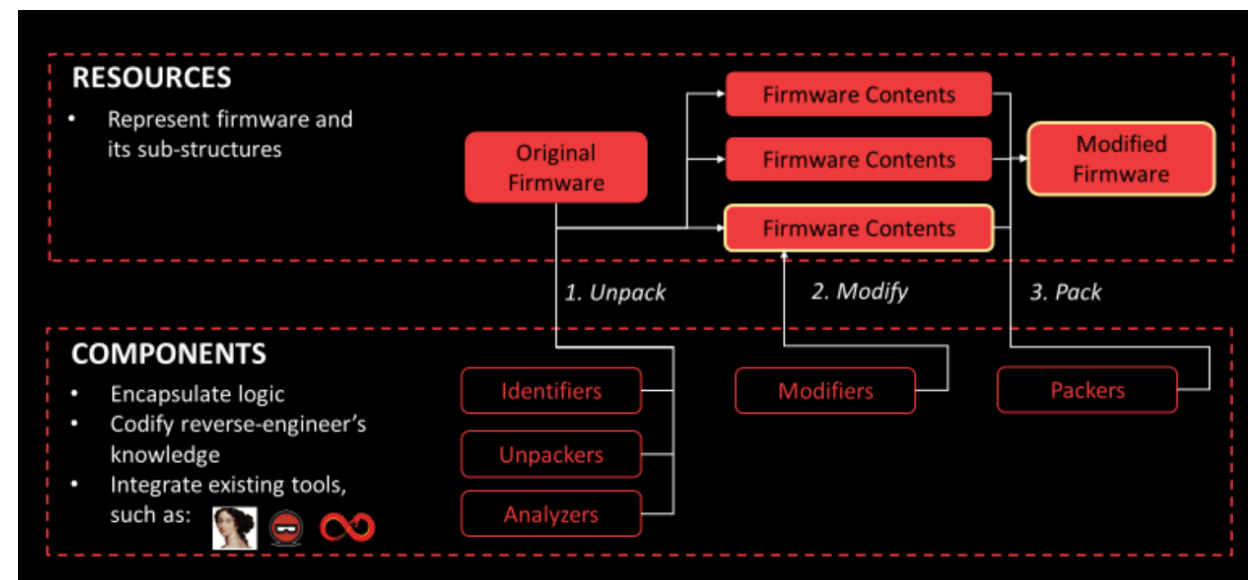 RESOURCES
• Represent firmware and
its sub-structures
Original
Firmware
Firmware Contents
Firmware Contents
Firmware Contents
Modified
Firmware
1. Unpack
2. Modify
3. Pack
COMPONENTS
• Encapsulate logic
• Codify reverse-engineer’s
knowledge
• Integrate existing tools,
such as:
Identifiers
Unpackers
Analyzers
Modifiers
Packers